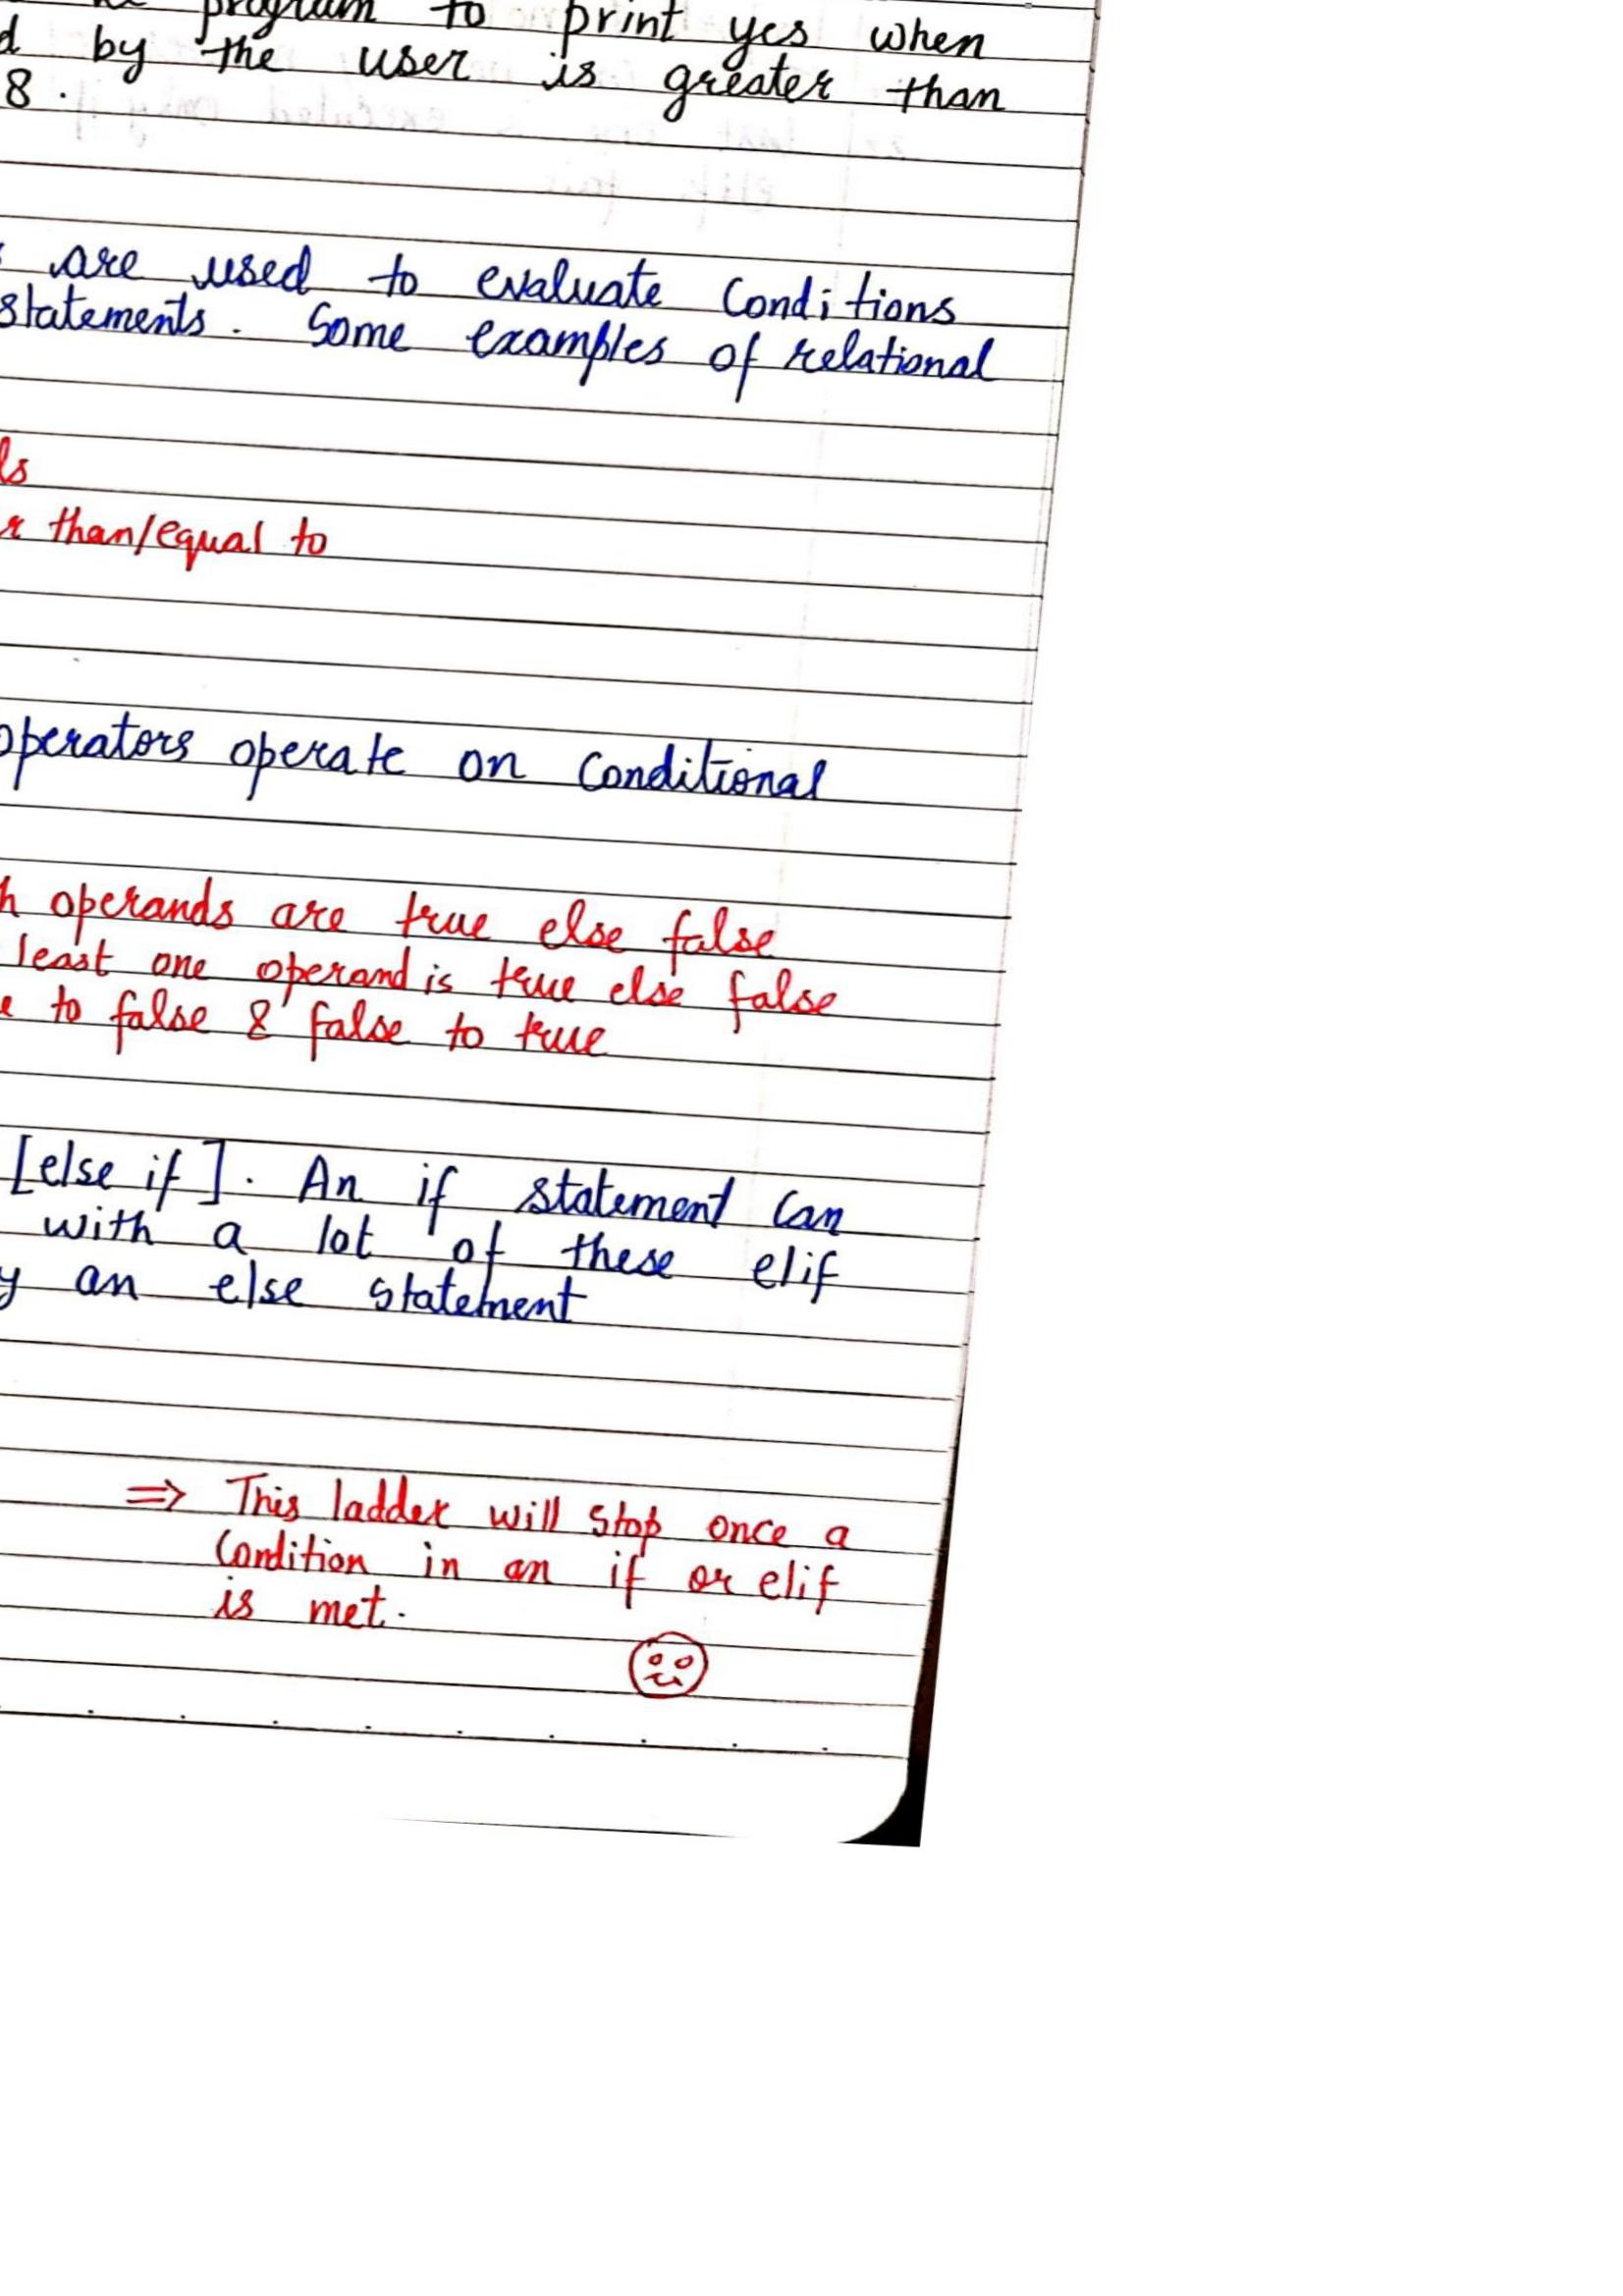 program to print yes when
by the user is greater than
8.
are used to evaluate Conditions
statements. Some examples of relational
than/equal to
operators operate on Conditional
operands are true else false
least one operand is true else false
to false & false to true
[else if]. An if statement can
with a lot of these elif
an else statement
⇒ This ladder will stop once a
Condition in an if or elif
is met.